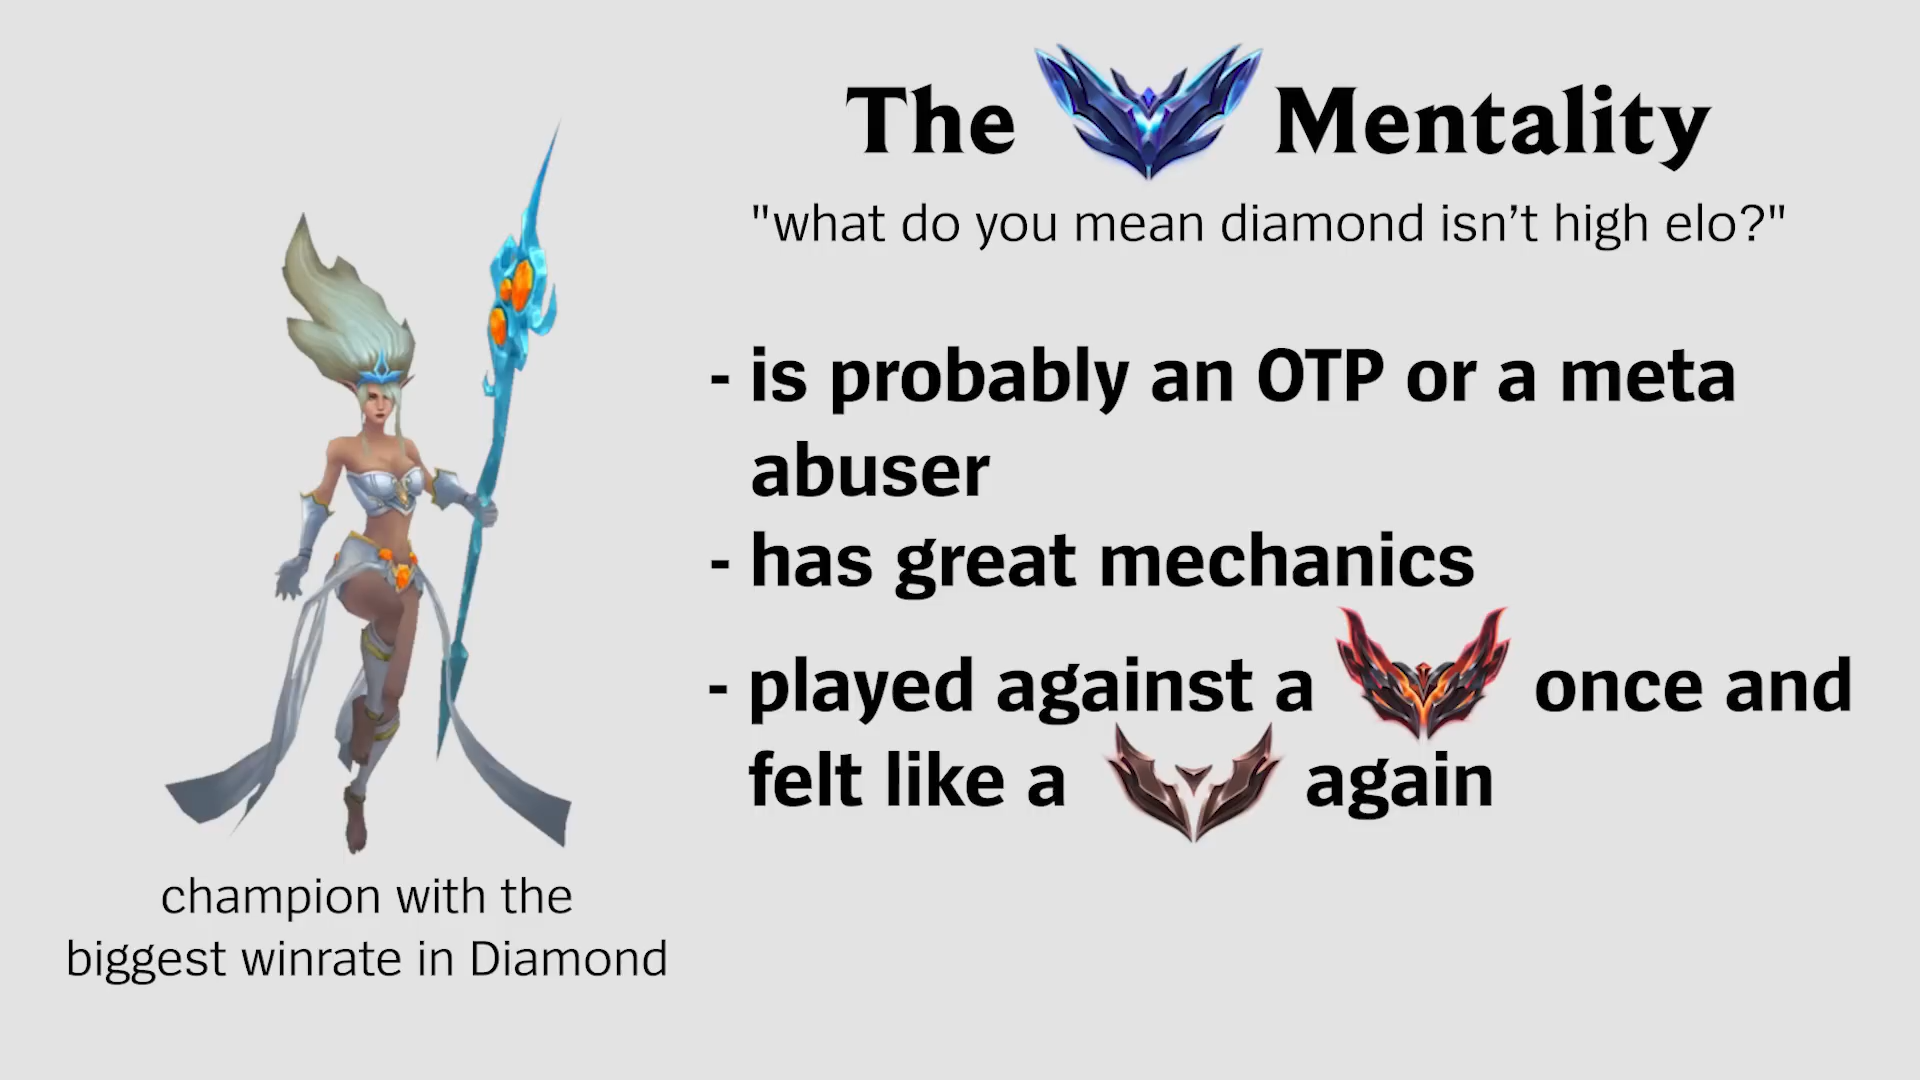 The Mentality
"what do you mean diamond isn’t high elo?"
- is probably an OTP or a meta
abuser
- has great mechanics
- played against a once and
felt like a again
champion with the
biggest winrate in Diamond